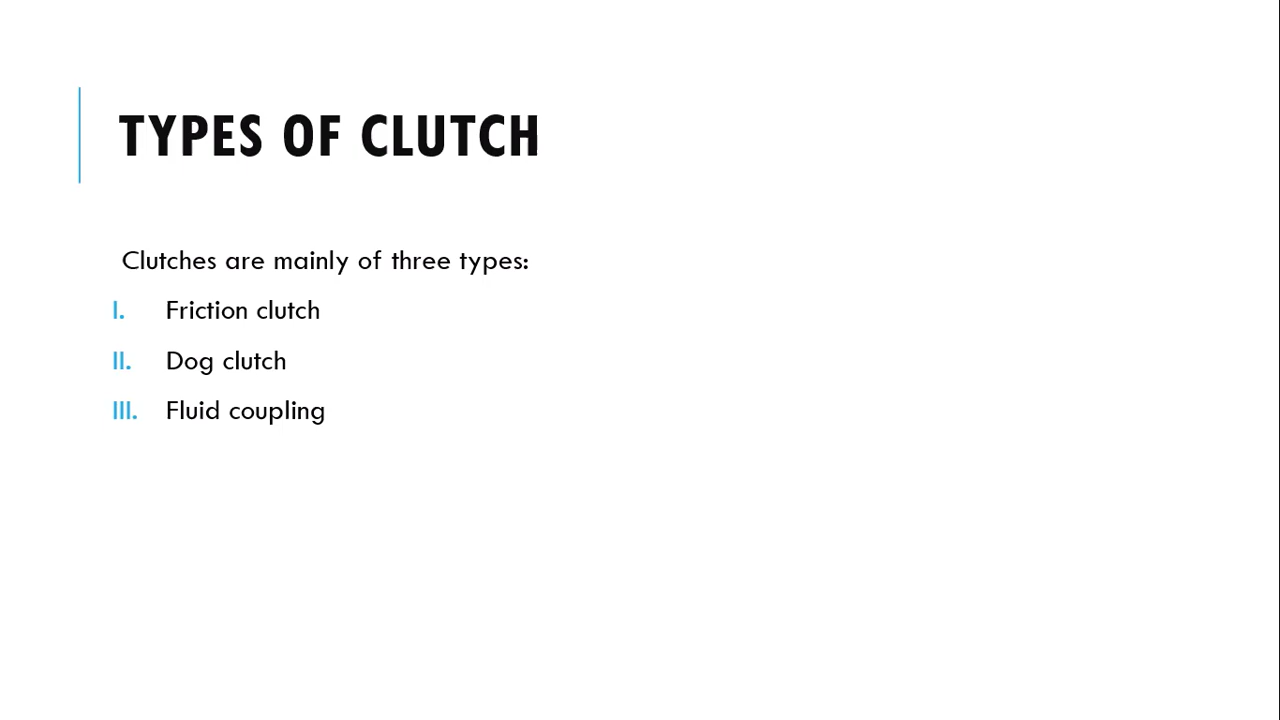 TYPES OF CLUTCH
Clutches are mainly of three types:
I. Friction clutch
II. Dog clutch
III. Fluid coupling